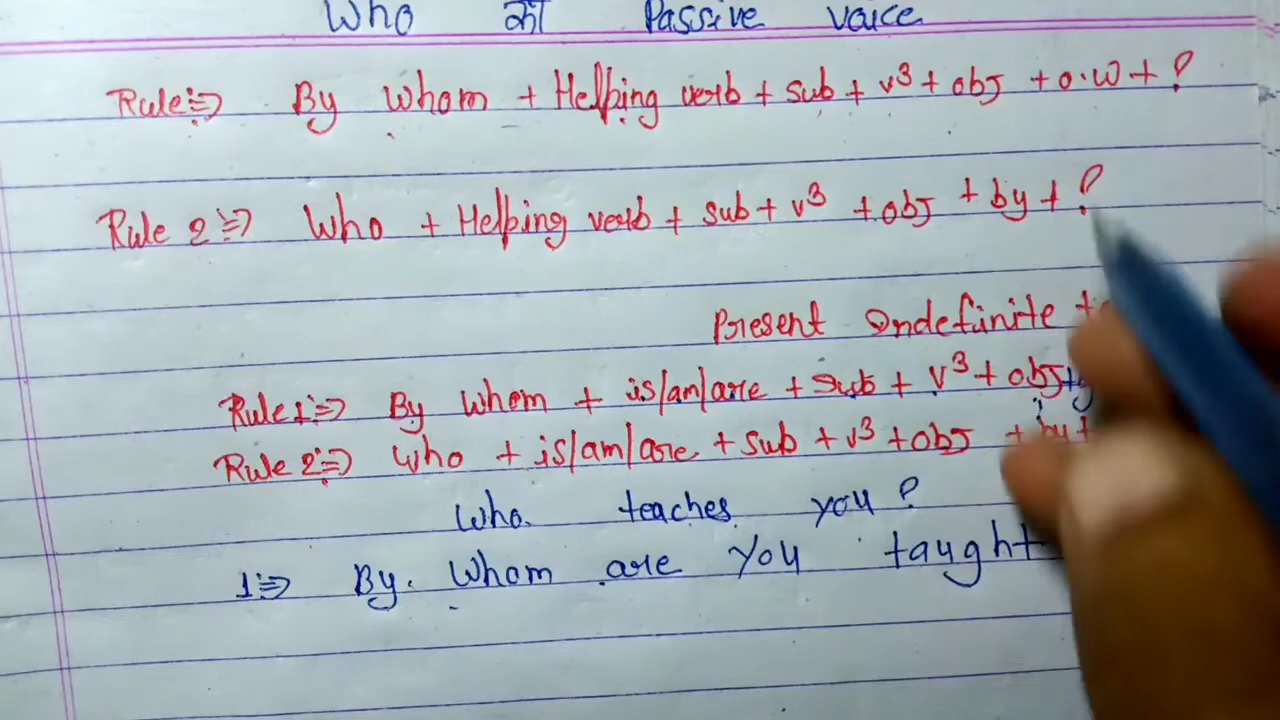 Who का Passive voice
Rule:⇒ By whom + Helping verb + sub + v³ + obj + o.w + ?
Rule 2⇒ Who + Helping verb + sub + v³ + obj + by + ?
Present Indefinite
Rule 1⇒ By whom + is/am/are + sub + v³ + obj +
Rule 2⇒ Who + is/am/are + sub + v³ + obj + by +
Who teaches you ?
1⇒ By whom are you taught